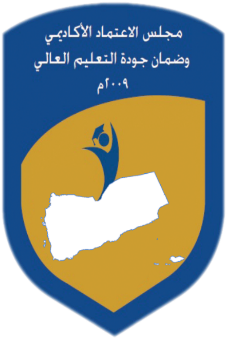 مجلس الاعتماد الأكاديمي
وضمان جودة التعليم العالي
٢٠٠٩م